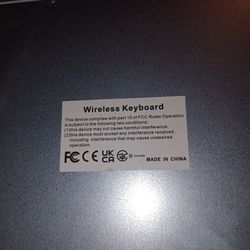 Wireless Keyboard
This device complies with part 15 of FCC Rules Operation
is subject to the following two conditions:
(1)this device may not cause harmful interference.
(2)this device must accept any interference received,
including interference that may cause undesired
operation.
FC CE UK
CA
MADE IN CHINA